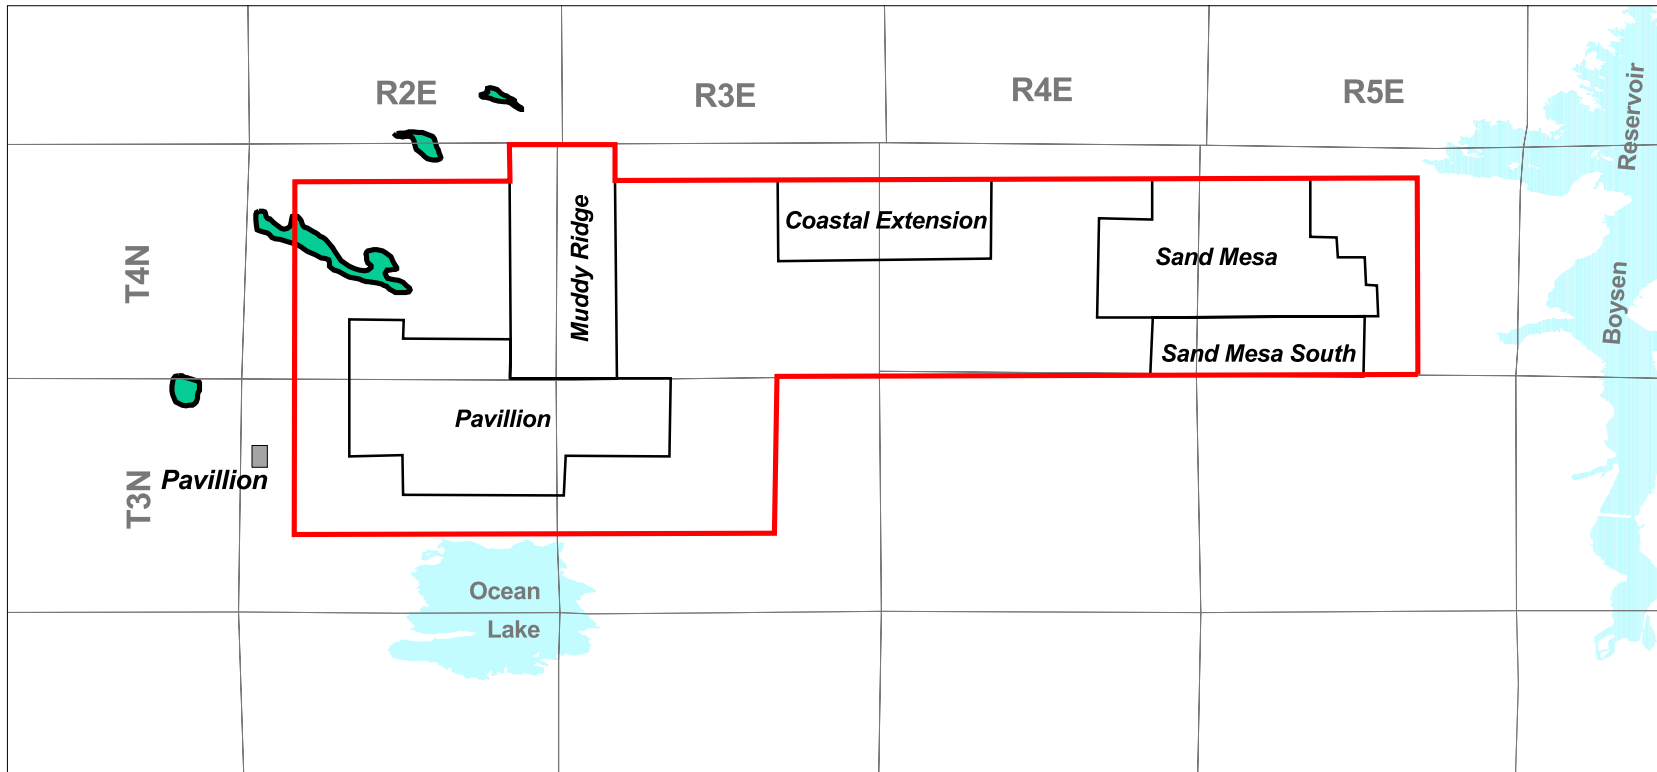 R2E
R3E
R4E
R5E
Reservoir
Coastal Extension
Muddy Ridge
Sand Mesa
T4N
Boysen
Sand Mesa South
Pavillion
Pavillion
T3N
Ocean
Lake